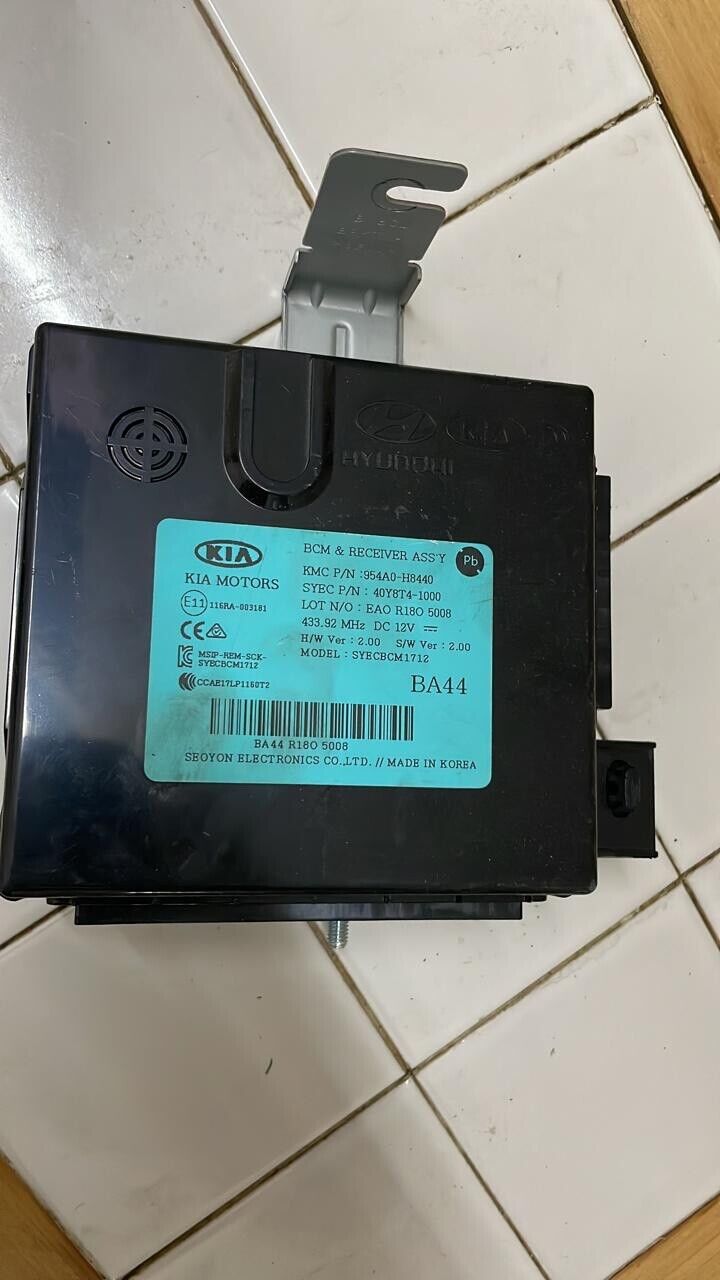 HYUNDAI
KIA
KIA
KIA MOTORS
E11 116RA-003181
CE
MSIP-REM-SCK-
SYECBCM1712
CCAE17LP1160T2
BCM & RECEIVER ASS'Y
Pb
KMC P/N :954A0-H8440
SYEC P/N : 40Y8T4-1000
LOT N/O : EAO R18O 5008
433.92 MHz DC 12V
H/W Ver : 2.00 S/W Ver : 2.00
MODEL : SYECBCM1712
BA44
BA44 R18O 5008
SEOYON ELECTRONICS CO.,LTD. // MADE IN KOREA